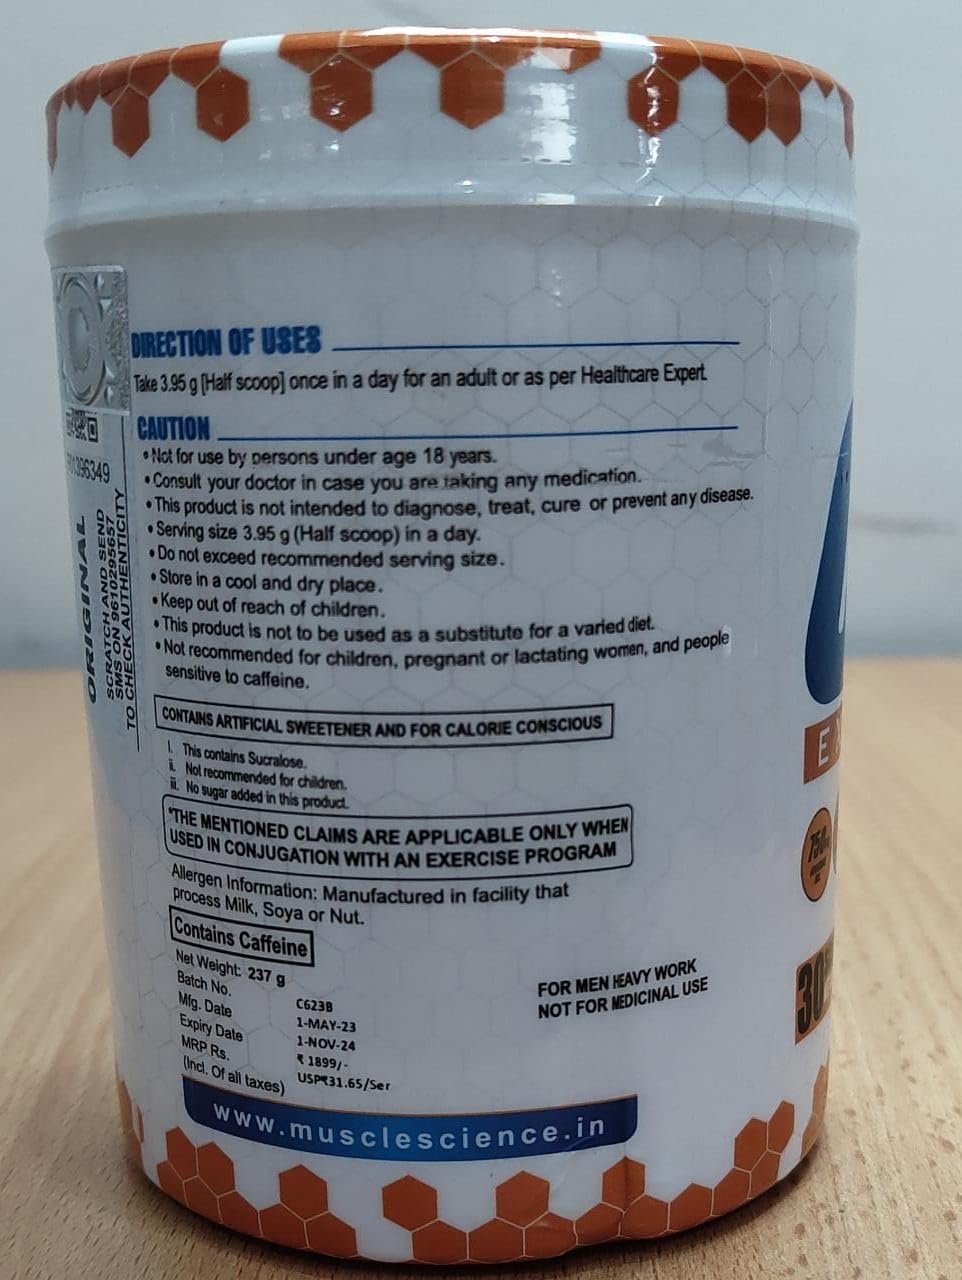 DIRECTION OF USES
Take 3.95 g [Half scoop] once in a day for an adult or as per Healthcare Expert.
CAUTION
• Not for use by persons under age 18 years.
• Consult your doctor in case you are taking any medication.
• This product is not intended to diagnose, treat, cure or prevent any disease.
• Serving size 3.95 g (Half scoop) in a day.
• Do not exceed recommended serving size.
• Store in a cool and dry place.
• Keep out of reach of children.
• This product is not to be used as a substitute for a varied diet.
• Not recommended for children, pregnant or lactating women, and people
sensitive to caffeine.
CONTAINS ARTIFICIAL SWEETENER AND FOR CALORIE CONSCIOUS
i. This contains Sucralose.
ii. Not recommended for children.
iii. No sugar added in this product.
*THE MENTIONED CLAIMS ARE APPLICABLE ONLY WHEN
USED IN CONJUGATION WITH AN EXERCISE PROGRAM
Allergen Information: Manufactured in facility that
process Milk, Soya or Nut.
Contains Caffeine
Net Weight: 237 g
Batch No. C623B
Mfg. Date 1-MAY-23
Expiry Date 1-NOV-24
MRP Rs. ₹ 1899/-
(Incl. Of all taxes) USP₹31.65/Ser
FOR MEN HEAVY WORK
NOT FOR MEDICINAL USE
www.musclescience.in
ORIGINAL
SCRATCH AND SEND
SMS ON 9610295657
TO CHECK AUTHENTICITY
E
750
30